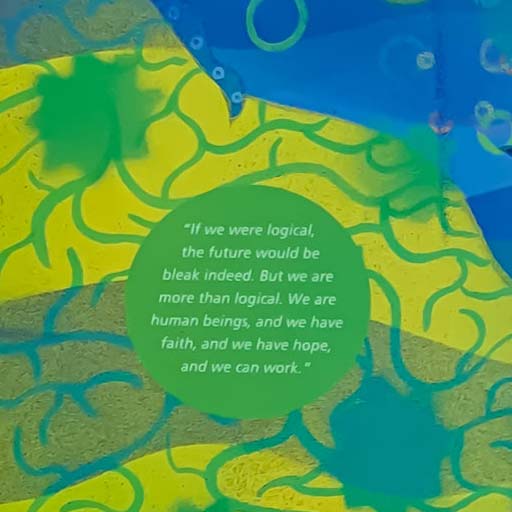 "If we were logical,
the future would be
bleak indeed. But we are
more than logical. We are
human beings, and we have
faith, and we have hope,
and we can work."